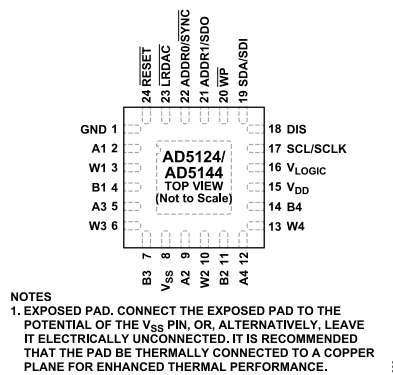 24 RESET
23 LRDAC
22 ADDR0/SYNC
21 ADDR1/SDO
20 WP
19 SDA/SDI
GND 1
A1 2
W1 3
B1 4
A3 5
W3 6
AD5124/
AD5144
TOP VIEW
(Not to Scale)
18 DIS
17 SCL/SCLK
16 VLOGIC
15 VDD
14 B4
13 W4
B3 7
VSS 8
A2 9
W2 10
B2 11
A4 12
NOTES
1. EXPOSED PAD. CONNECT THE EXPOSED PAD TO THE
POTENTIAL OF THE VSS PIN, OR, ALTERNATIVELY, LEAVE
IT ELECTRICALLY UNCONNECTED. IT IS RECOMMENDED
THAT THE PAD BE THERMALLY CONNECTED TO A COPPER
PLANE FOR ENHANCED THERMAL PERFORMANCE.